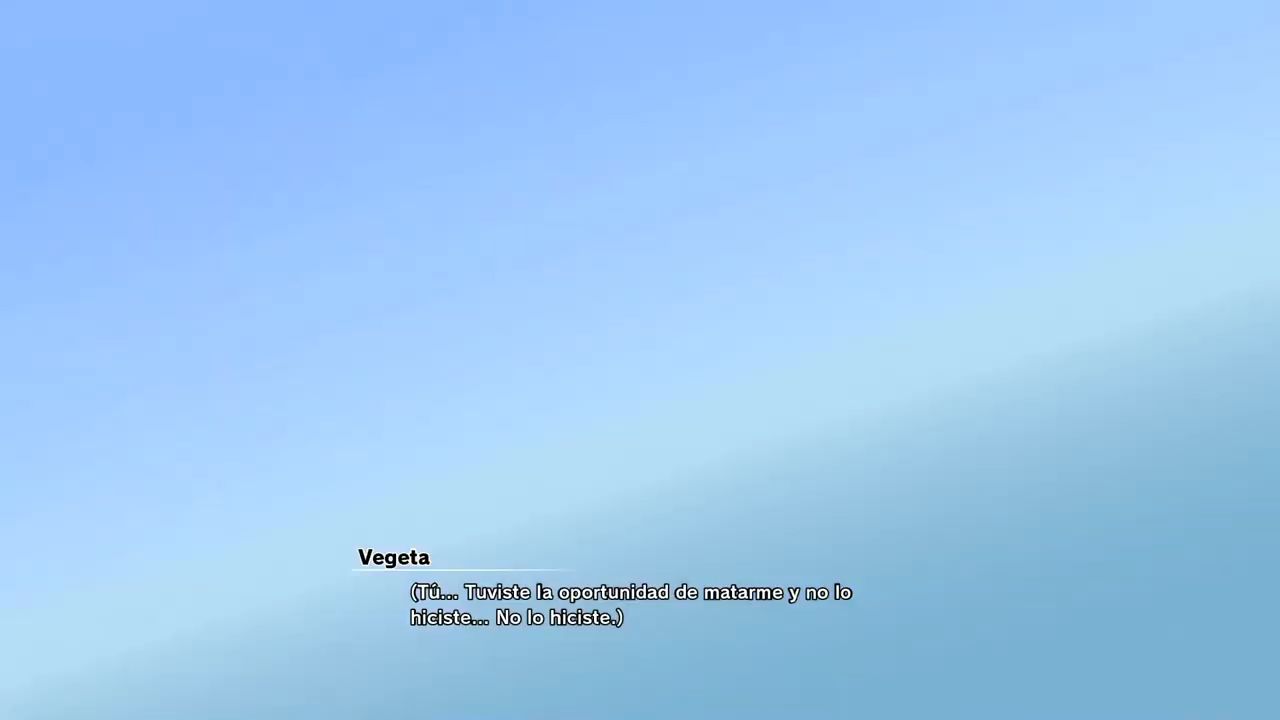 Vegeta
(Tú... Tuviste la oportunidad de matarme y no lo
hiciste... No lo hiciste.)